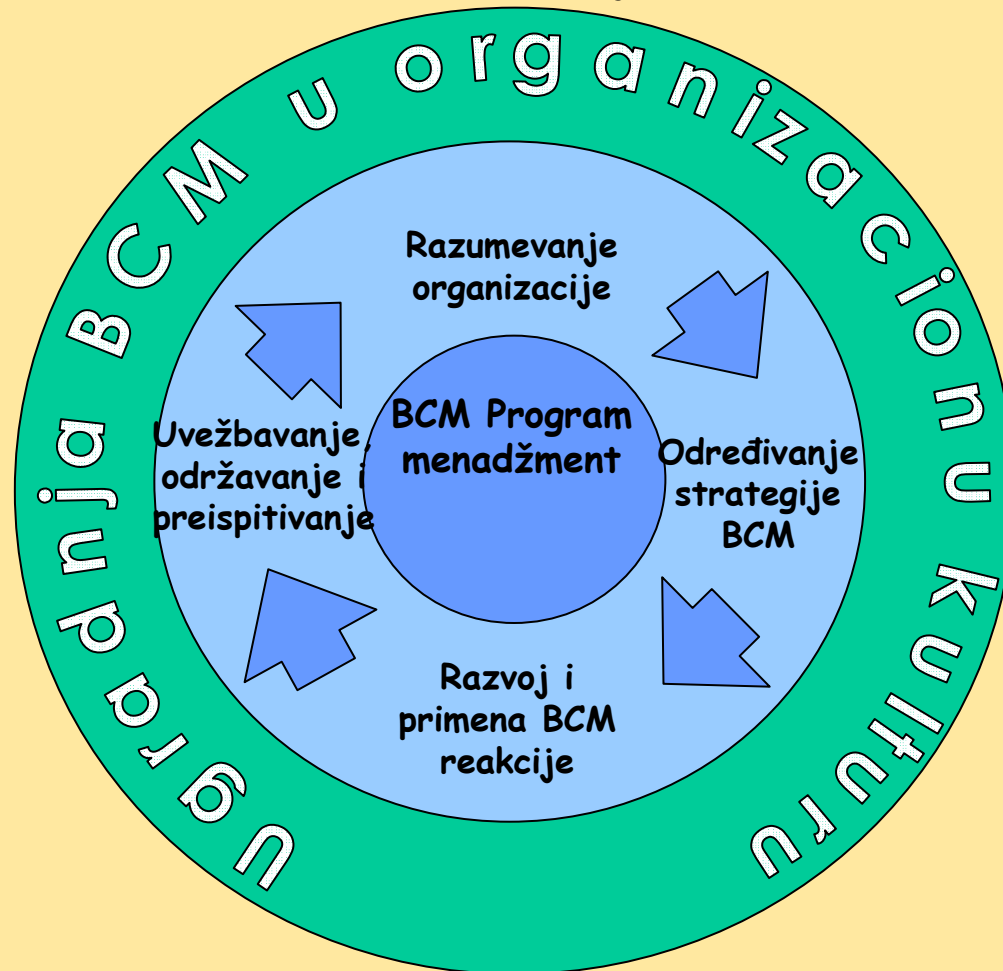 Ugradnja BCM u organizacionu kulturu
Razumevanje
organizacije
BCM Program
menadžment
Određivanje
strategije
BCM
Razvoj i
primena BCM
reakcije
Uvežbavanje,
održavanje i
preispitivanje